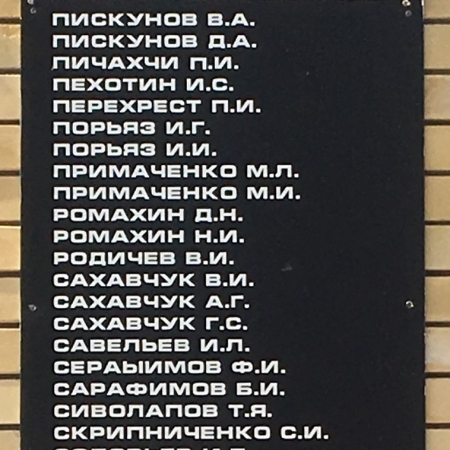 ПИСКУНОВ В.А.
ПИСКУНОВ Д.А.
ПИЧАХЧИ П.И.
ПЕХОТИН И.С.
ПЕРЕХРЕСТ П.И.
ПОРЬЯЗ И.Г.
ПОРЬЯЗ И.И.
ПРИМАЧЕНКО М.Л.
ПРИМАЧЕНКО М.И.
РОМАХИН Д.Н.
РОМАХИН Н.И.
РОДИЧЕВ В.И.
САХАВЧУК В.И.
САХАВЧУК А.Г.
САХАВЧУК Г.С.
САВЕЛЬЕВ И.Л.
СЕРАЫИМОВ Ф.И.
САРАФИМОВ Б.И.
СИВОЛАПОВ Т.Я.
СКРИПНИЧЕНКО С.И.